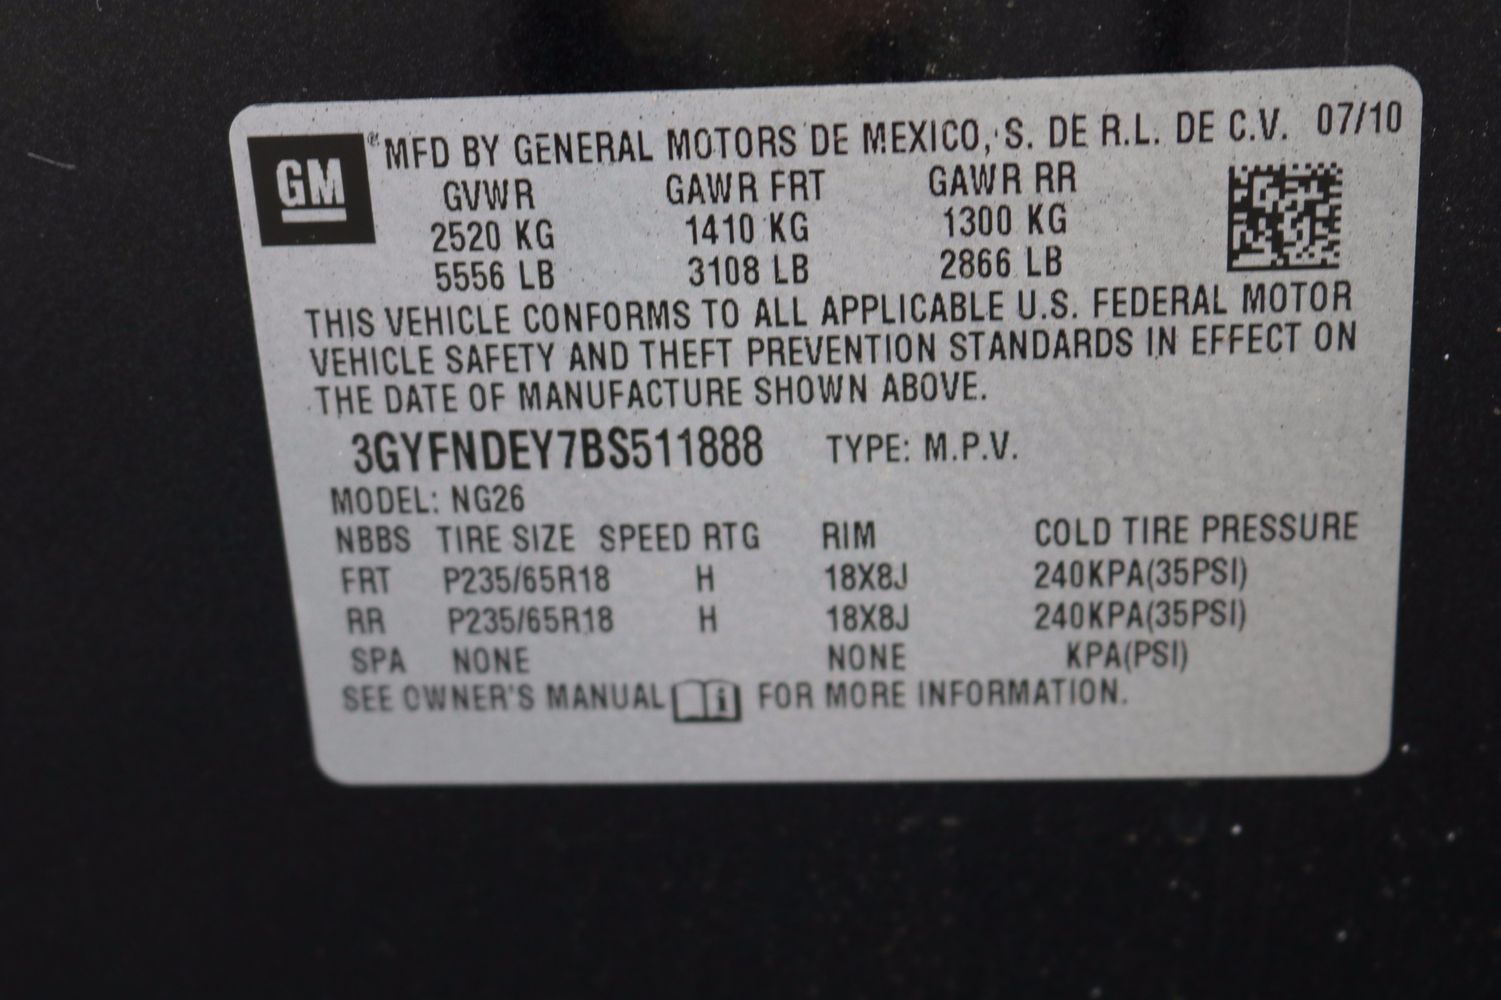 GM ® MFD BY GENERAL MOTORS DE MEXICO, S. DE R.L. DE C.V. 07/10
GVWR GAWR FRT GAWR RR
2520 KG 1410 KG 1300 KG
5556 LB 3108 LB 2866 LB
THIS VEHICLE CONFORMS TO ALL APPLICABLE U.S. FEDERAL MOTOR
VEHICLE SAFETY AND THEFT PREVENTION STANDARDS IN EFFECT ON
THE DATE OF MANUFACTURE SHOWN ABOVE.
3GYFNDEY7BS511888 TYPE: M.P.V.
MODEL: NG26
NBBS TIRE SIZE SPEED RTG RIM COLD TIRE PRESSURE
FRT P235/65R18 H 18X8J 240KPA(35PSI)
RR P235/65R18 H 18X8J 240KPA(35PSI)
SPA NONE NONE KPA(PSI)
SEE OWNER'S MANUAL i FOR MORE INFORMATION.